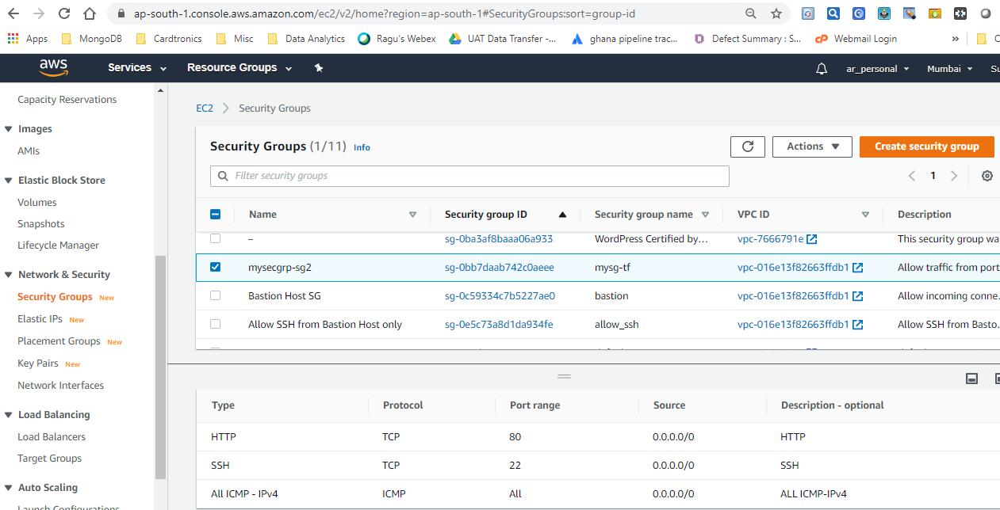 ap-south-1.console.aws.amazon.com/ec2/v2/home?region=ap-south-1#SecurityGroups:sort=group-id
Apps MongoDB Cardtronics Misc Data Analytics Ragu's Webex UAT Data Transfer -... ghana pipeline trac... Defect Summary : S... cP Webmail Login »
aws Services Resource Groups ar_personal Mumbai Su
Capacity Reservations
Images
AMIs
Elastic Block Store
Volumes
Snapshots
Lifecycle Manager
Network & Security
Security Groups New
Elastic IPs New
Placement Groups New
Key Pairs New
Network Interfaces
Load Balancing
Load Balancers
Target Groups
Auto Scaling
Launch Configurations
EC2 > Security Groups
Security Groups (1/11) Info
Actions Create security group
Filter security groups
< 1 >
Name Security group ID Security group name VPC ID Description
– sg-0ba3af8baaa06a933 WordPress Certified by... vpc-7666791e This security group wa
mysecgrp-sg2 sg-0bb7daab742c0aeee mysg-tf vpc-016e13f82663ffdb1 Allow traffic from port
Bastion Host SG sg-0c59334c7b5227ae0 bastion vpc-016e13f82663ffdb1 Allow incoming conne...
Allow SSH from Bastion Host only sg-0e5c73a8d1da934fe allow_ssh vpc-016e13f82663ffdb1 Allow SSH from Basto...
Type Protocol Port range Source Description - optional
HTTP TCP 80 0.0.0.0/0 HTTP
SSH TCP 22 0.0.0.0/0 SSH
All ICMP - IPv4 ICMP All 0.0.0.0/0 ALL ICMP-IPv4